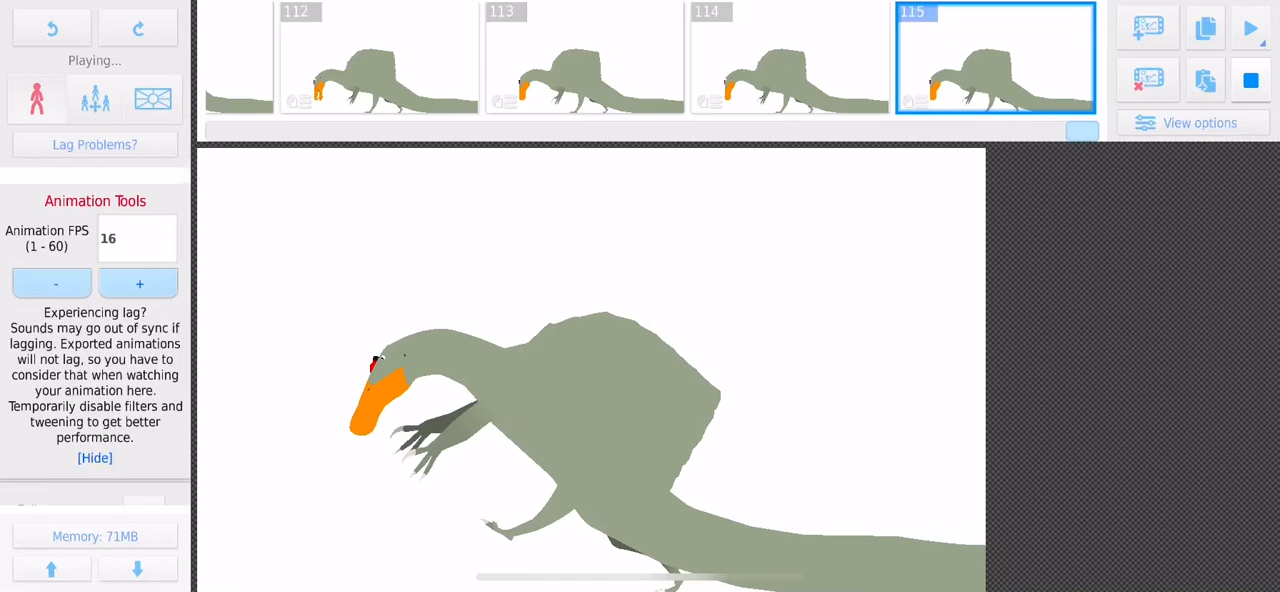 Playing...
Lag Problems?
Animation Tools
Animation FPS
(1 - 60)
16
-
+
Experiencing lag?
Sounds may go out of sync if
lagging. Exported animations
will not lag, so you have to
consider that when watching
your animation here.
Temporarily disable filters and
tweening to get better
performance.
[Hide]
Memory: 71MB
112
113
114
115
View options